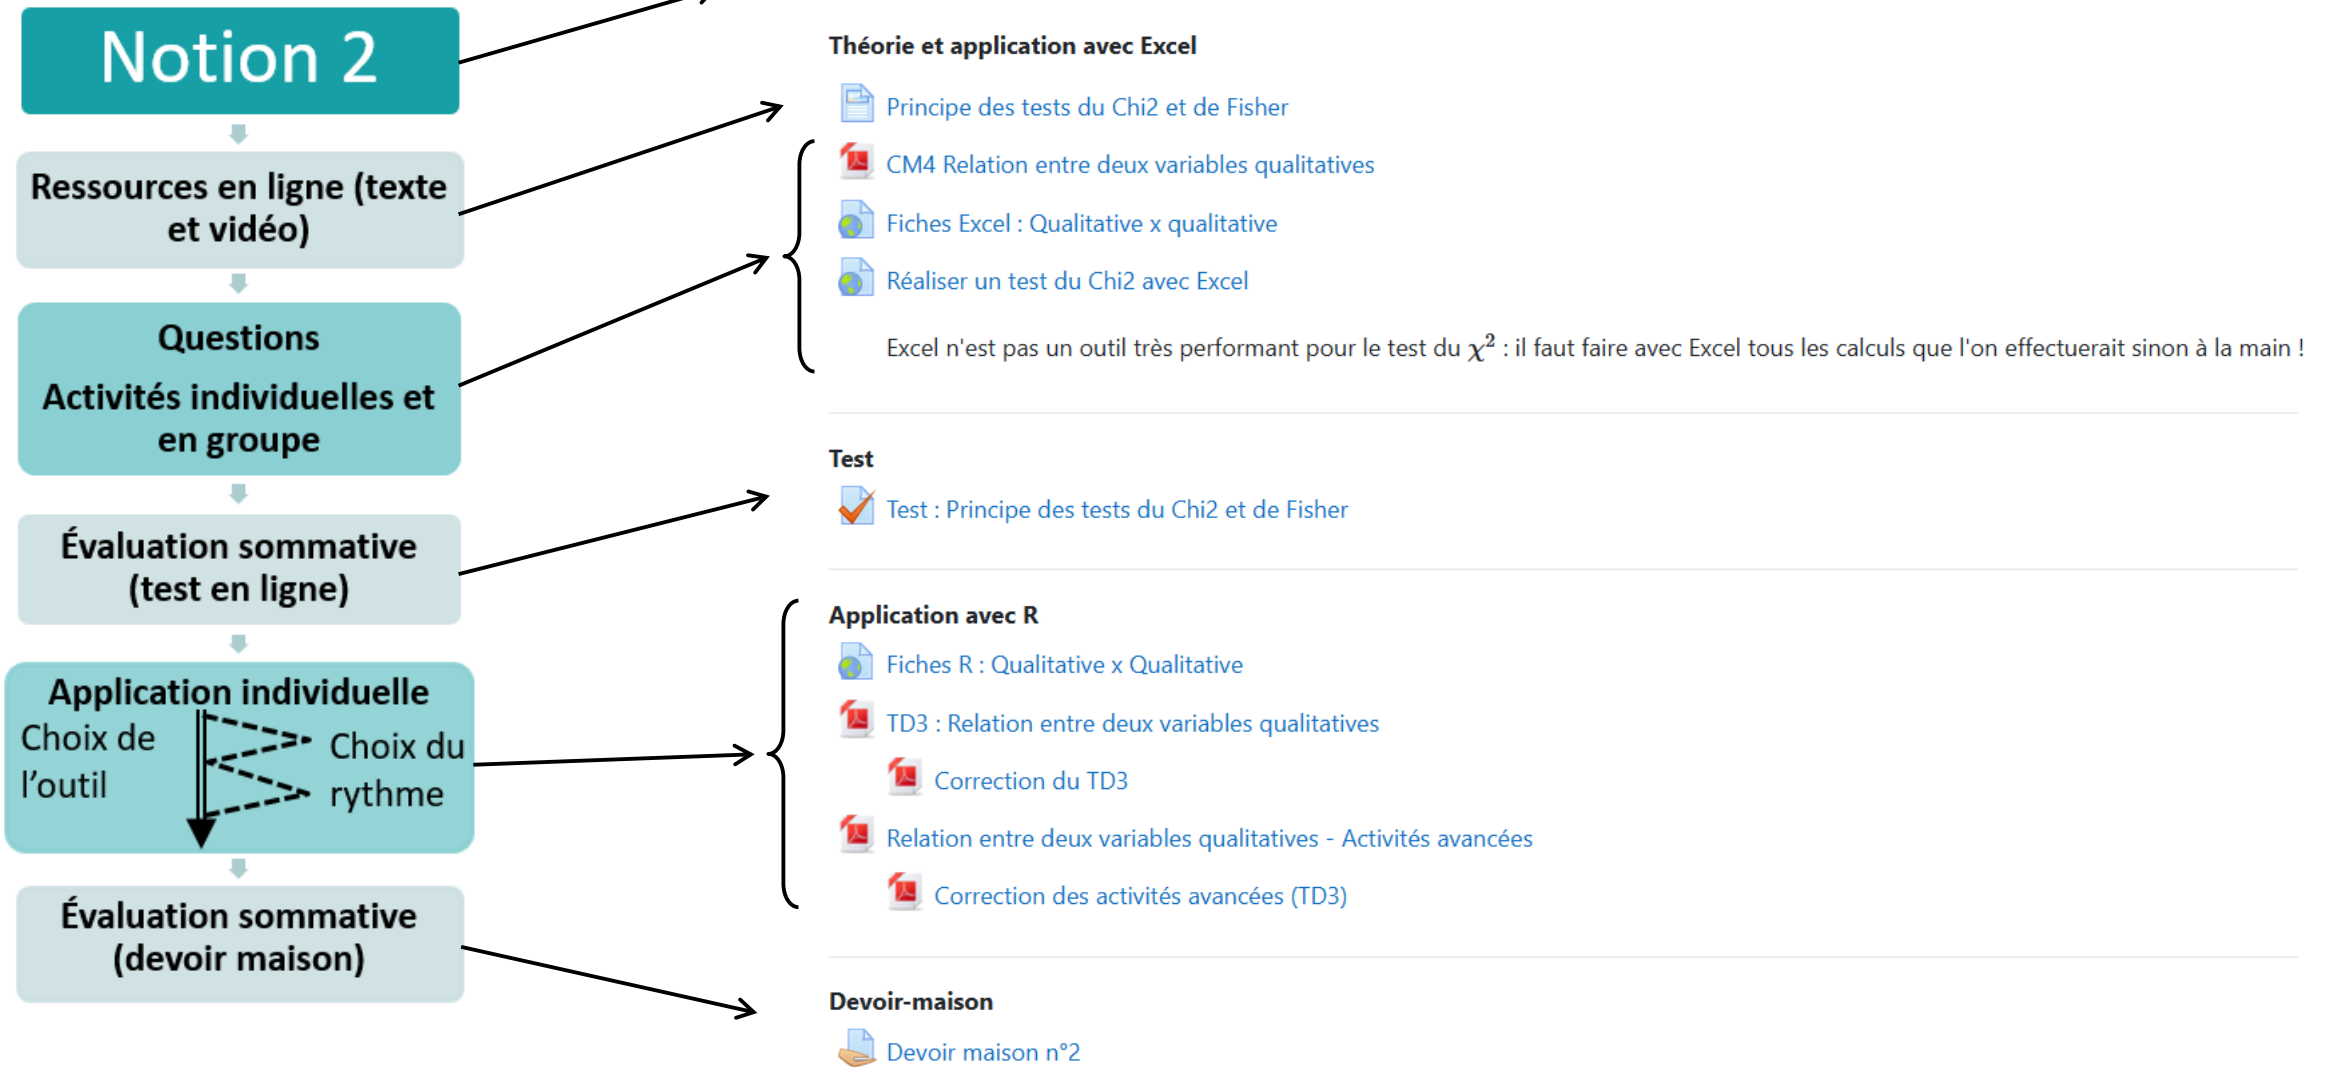 Notion 2
Ressources en ligne (texte
et vidéo)
Questions
Activités individuelles et
en groupe
Évaluation sommative
(test en ligne)
Application individuelle
Choix de
l'outil
Choix du
rythme
Évaluation sommative
(devoir maison)
Théorie et application avec Excel
Principe des tests du Chi2 et de Fisher
CM4 Relation entre deux variables qualitatives
Fiches Excel : Qualitative x qualitative
Réaliser un test du Chi2 avec Excel
Excel n'est pas un outil très performant pour le test du χ² : il faut faire avec Excel tous les calculs que l'on effectuerait sinon à la main !
Test
Test : Principe des tests du Chi2 et de Fisher
Application avec R
Fiches R : Qualitative x Qualitative
TD3 : Relation entre deux variables qualitatives
Correction du TD3
Relation entre deux variables qualitatives - Activités avancées
Correction des activités avancées (TD3)
Devoir-maison
Devoir maison n°2